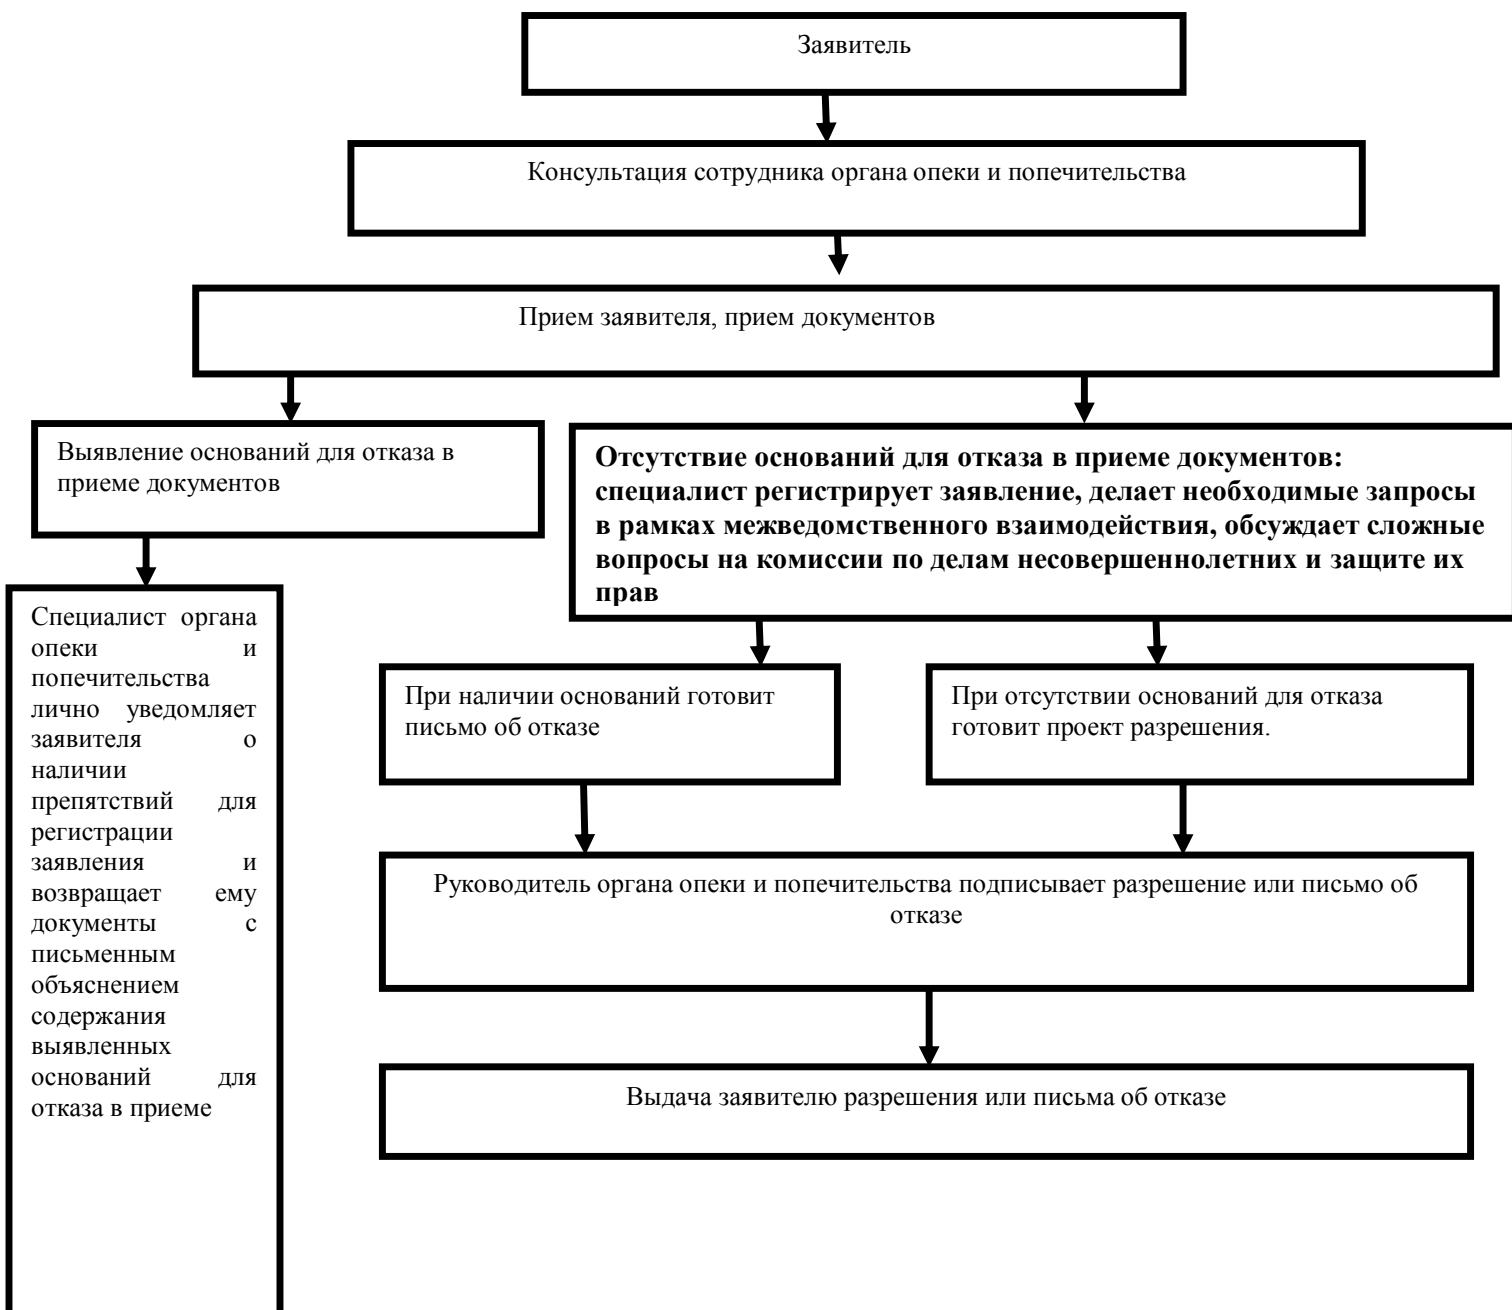 Заявитель
Консультация сотрудника органа опеки и попечительства
Прием заявителя, прием документов
Выявление оснований для отказа в
приеме документов
Отсутствие оснований для отказа в приеме документов:
специалист регистрирует заявление, делает необходимые запросы
в рамках межведомственного взаимодействия, обсуждает сложные
вопросы на комиссии по делам несовершеннолетних и защите их
прав
Специалист органа
опеки и
попечительства
лично уведомляет
заявителя о
наличии
препятствий для
регистрации
заявления и
возвращает ему
документы с
письменным
объяснением
содержания
выявленных
оснований для
отказа в приеме
При наличии оснований готовит
письмо об отказе
При отсутствии оснований для отказа
готовит проект разрешения.
Руководитель органа опеки и попечительства подписывает разрешение или письмо об
отказе
Выдача заявителю разрешения или письма об отказе